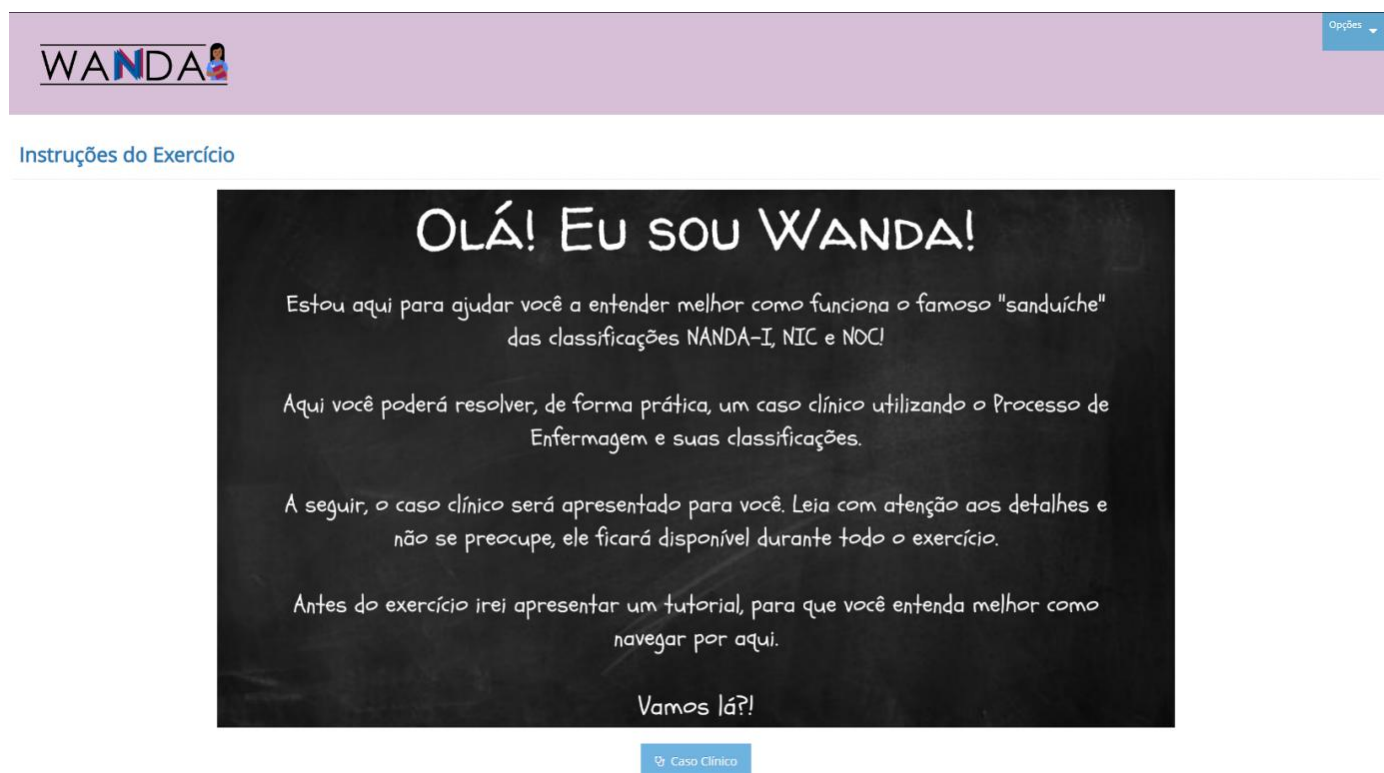 Opções
WANDA
Instruções do Exercício
OLÁ! EU SOU WANDA!
Estou aqui para ajudar você a entender melhor como funciona o famoso "sanduíche"
das classificações NANDA-I, NIC e NOC!
Aqui você poderá resolver, de forma prática, um caso clínico utilizando o Processo de
Enfermagem e suas classificações.
A seguir, o caso clínico será apresentado para você. Leia com atenção aos detalhes e
não se preocupe, ele ficará disponível durante todo o exercício.
Antes do exercício irei apresentar um tutorial, para que você entenda melhor como
navegar por aqui.
Vamos lá?!
Caso Clínico